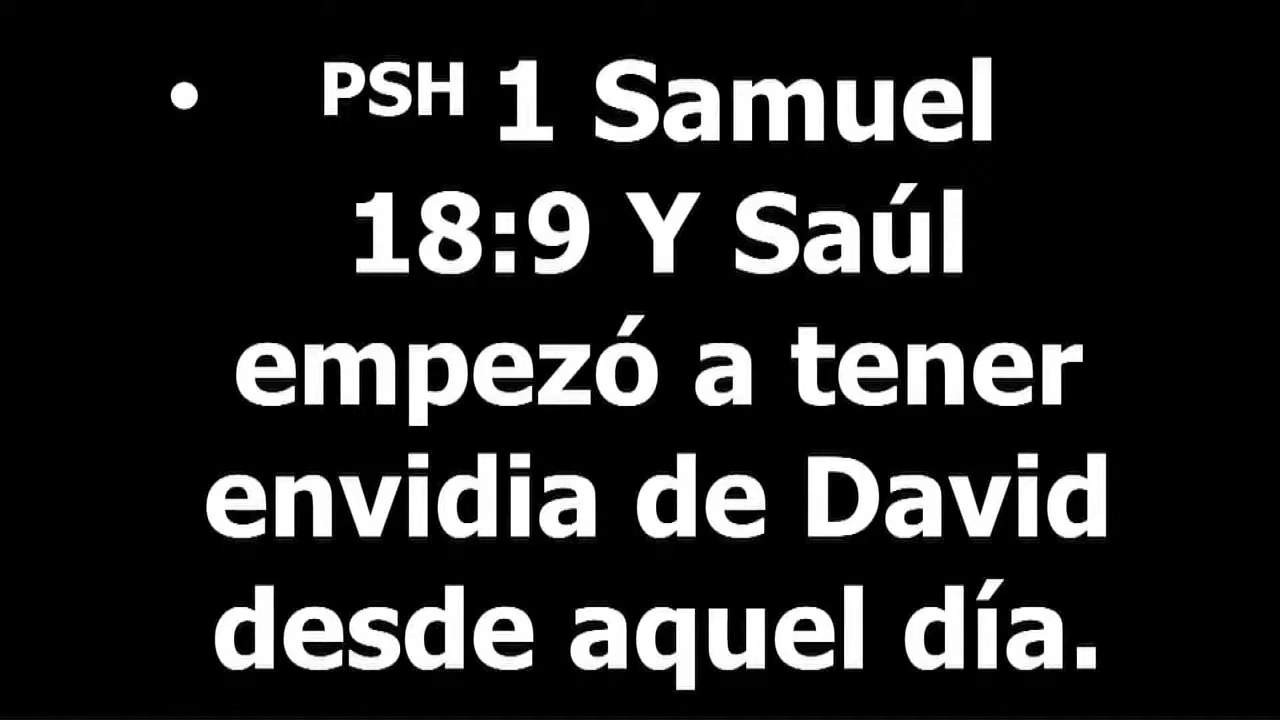 • PSH 1 Samuel
18:9 Y Saúl
empezó a tener
envidia de David
desde aquel día.